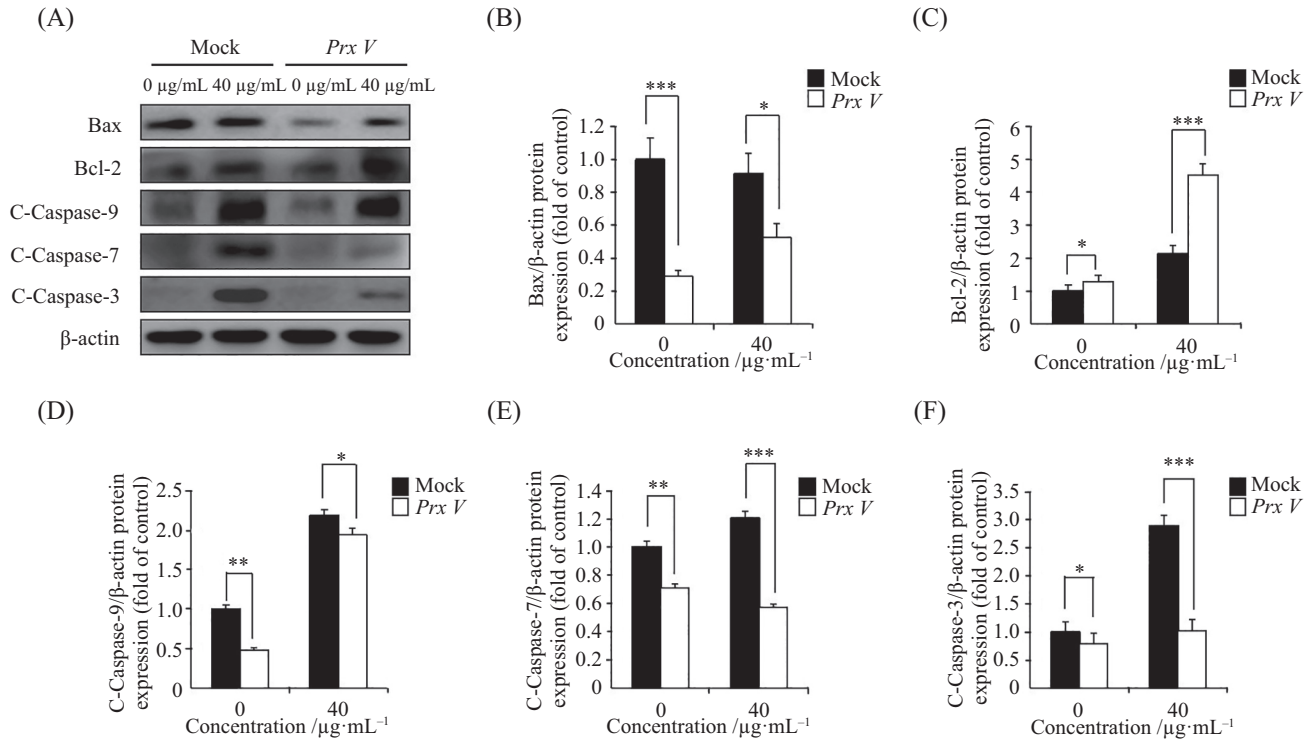 (A)
Mock Prx V
0 µg/mL 40 µg/mL 0 µg/mL 40 µg/mL
Bax
Bcl-2
C-Caspase-9
C-Caspase-7
C-Caspase-3
β-actin
(B)
Mock
Prx V
***
*
1.2
1.0
0.8
0.6
0.4
0.2
0
Bax/β-actin protein
expression (fold of control)
0 40
Concentration /µg·mL–1
(C)
Mock
Prx V
***
*
6
5
4
3
2
1
0
Bcl-2/β-actin protein
expression (fold of control)
0 40
Concentration /µg·mL–1
(D)
Mock
Prx V
*
**
2.5
2.0
1.5
1.0
0.5
0
C-Caspase-9/β-actin protein
expression (fold of control)
0 40
Concentration /µg·mL–1
(E)
Mock
Prx V
***
**
1.4
1.2
1.0
0.8
0.6
0.4
0.2
0
C-Caspase-7/β-actin protein
expression (fold of control)
0 40
Concentration /µg·mL–1
(F)
Mock
Prx V
***
*
3.5
3.0
2.5
2.0
1.5
1.0
0.5
0
C-Caspase-3/β-actin protein
expression (fold of control)
0 40
Concentration /µg·mL–1